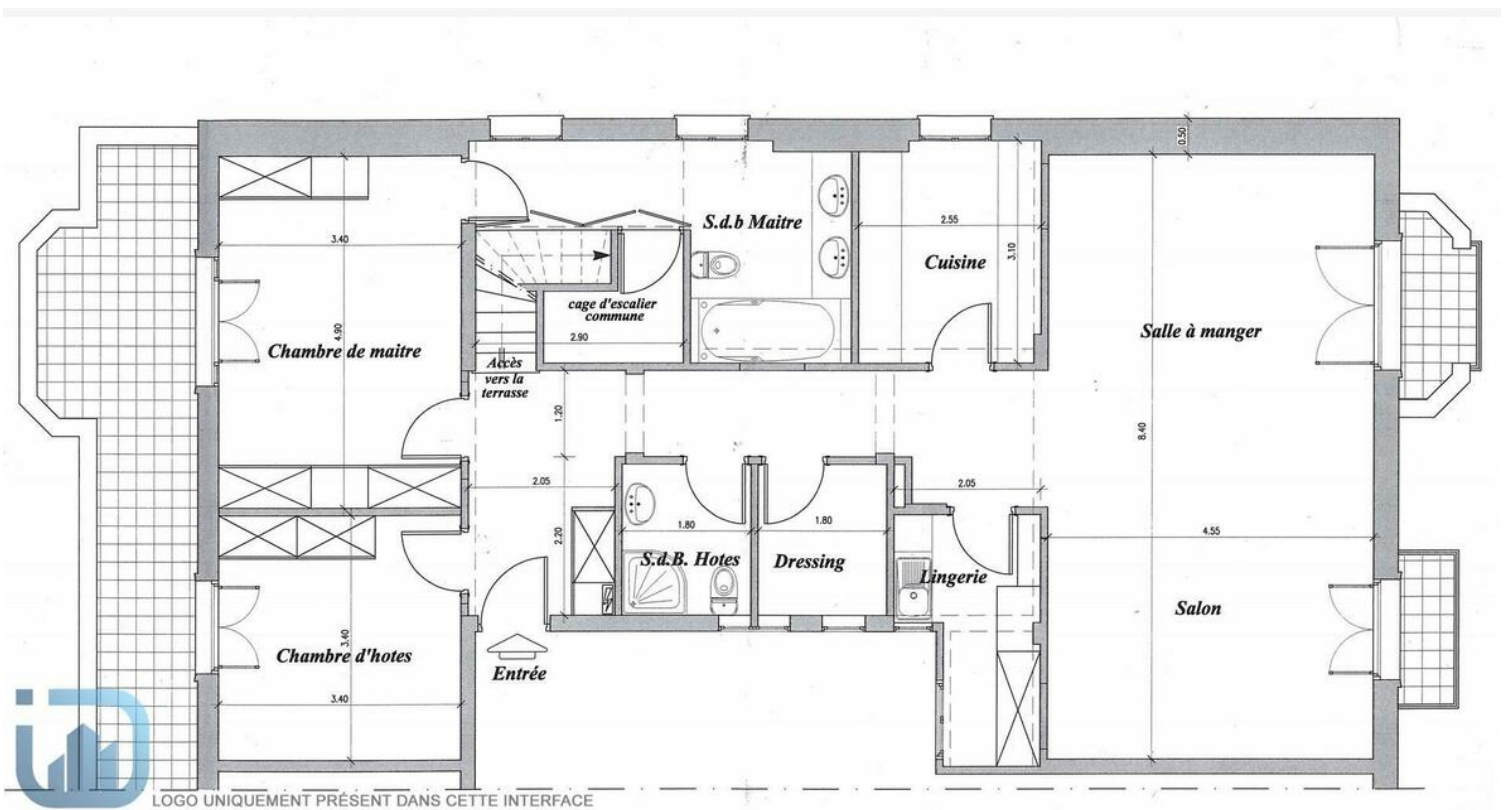 0.50
S.d.b Maitre
3.40
2.55
3.10
Cuisine
cage d'escalier
commune
2.90
4.90
Chambre de maitre
Salle à manger
Accès
vers la
terrasse
1.20
8.40
2.05
2.05
1.80
1.80
2.20
4.55
S.d.B. Hotes
Dressing
Lingerie
Salon
3.40
Chambre d'hotes
Entrée
3.40
iD
LOGO UNIQUEMENT PRÉSENT DANS CETTE INTERFACE